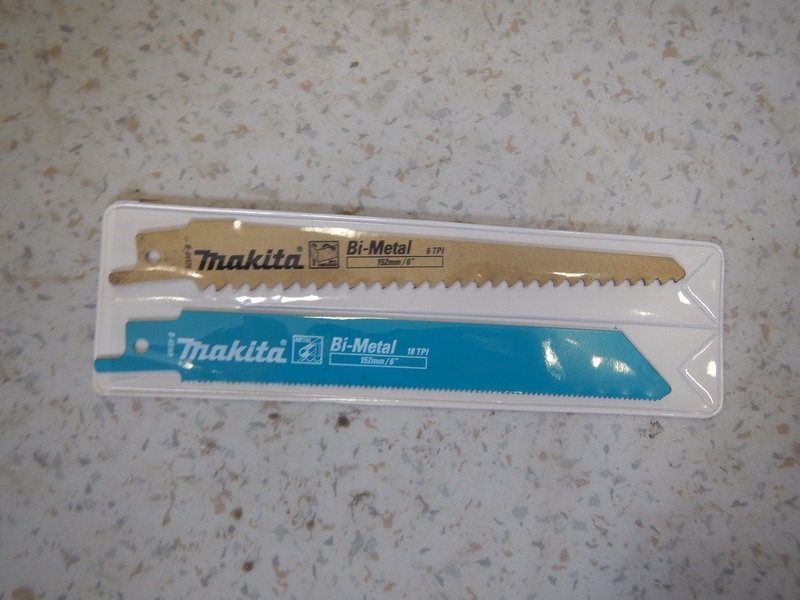 Makita® Bi-Metal 6 TPI
152mm/6"
Makita® Bi-Metal 18 TPI
152mm/6"